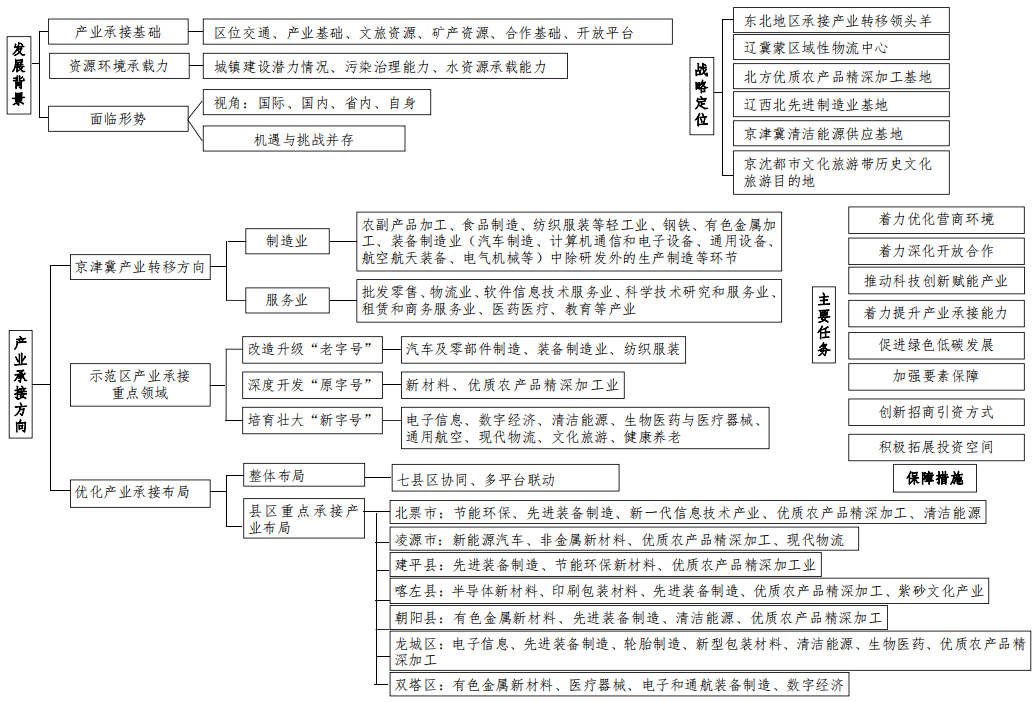 发展背景
产业承接基础
区位交通、产业基础、文旅资源、矿产资源、合作基础、开放平台
资源环境承载力
城镇建设潜力情况、污染治理能力、水资源承载能力
面临形势
视角：国际、国内、省内、自身
机遇与挑战并存
战略定位
东北地区承接产业转移领头羊
辽冀蒙区域性物流中心
北方优质农产品精深加工基地
辽西北先进制造业基地
京津冀清洁能源供应基地
京沈都市文化旅游带历史文化
旅游目的地
产业承接方向
京津冀产业转移方向
制造业
农副产品加工、食品制造、纺织服装等轻工业、钢铁、有色金属加
工、装备制造业（汽车制造、计算机通信和电子设备、通用设备、
航空航天装备、电气机械等）中除研发外的生产制造等环节
服务业
批发零售、物流业、软件信息技术服务业、科学技术研究和服务业、
租赁和商务服务业、医药医疗、教育等产业
示范区产业承接
重点领域
改造升级“老字号”
汽车及零部件制造、装备制造业、纺织服装
深度开发“原字号”
新材料、优质农产品精深加工业
培育壮大“新字号”
电子信息、数字经济、清洁能源、生物医药与医疗器械、
通用航空、现代物流、文化旅游、健康养老
优化产业承接布局
整体布局
七县区协同、多平台联动
县区重点承接产
业布局
北票市：节能环保、先进装备制造、新一代信息技术产业、优质农产品精深加工、清洁能源
凌源市：新能源汽车、非金属新材料、优质农产品精深加工、现代物流
建平县：先进装备制造、节能环保新材料、优质农产品精深加工业
喀左县：半导体新材料、印刷包装材料、先进装备制造、优质农产品精深加工、紫砂文化产业
朝阳县：有色金属新材料、先进装备制造、清洁能源、优质农产品精深加工
龙城区：电子信息、先进装备制造、轮胎制造、新型包装材料、清洁能源、生物医药、优质农产品精
深加工
双塔区：有色金属新材料、医疗器械、电子和通航装备制造、数字经济
主要任务
着力优化营商环境
着力深化开放合作
推动科技创新赋能产业
着力提升产业承接能力
促进绿色低碳发展
加强要素保障
创新招商引资方式
积极拓展投资空间
保障措施